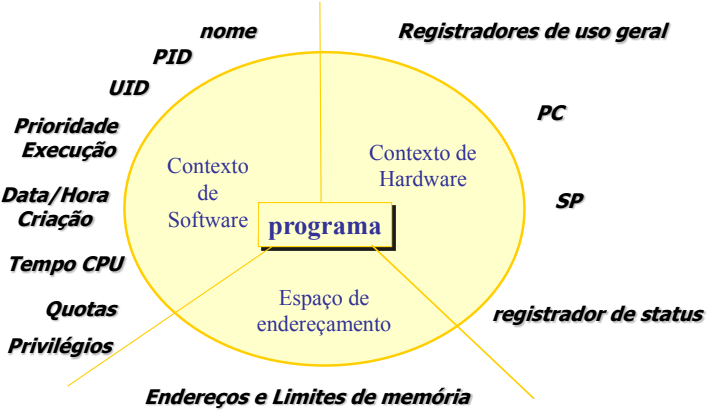 nome
PID
UID
Prioridade
Execução
Data/Hora
Criação
Tempo CPU
Quotas
Privilégios
Contexto
de
Software
Registradores de uso geral
PC
SP
registrador de status
Contexto de
Hardware
programa
Espaço de
endereçamento
Endereços e Limites de memória